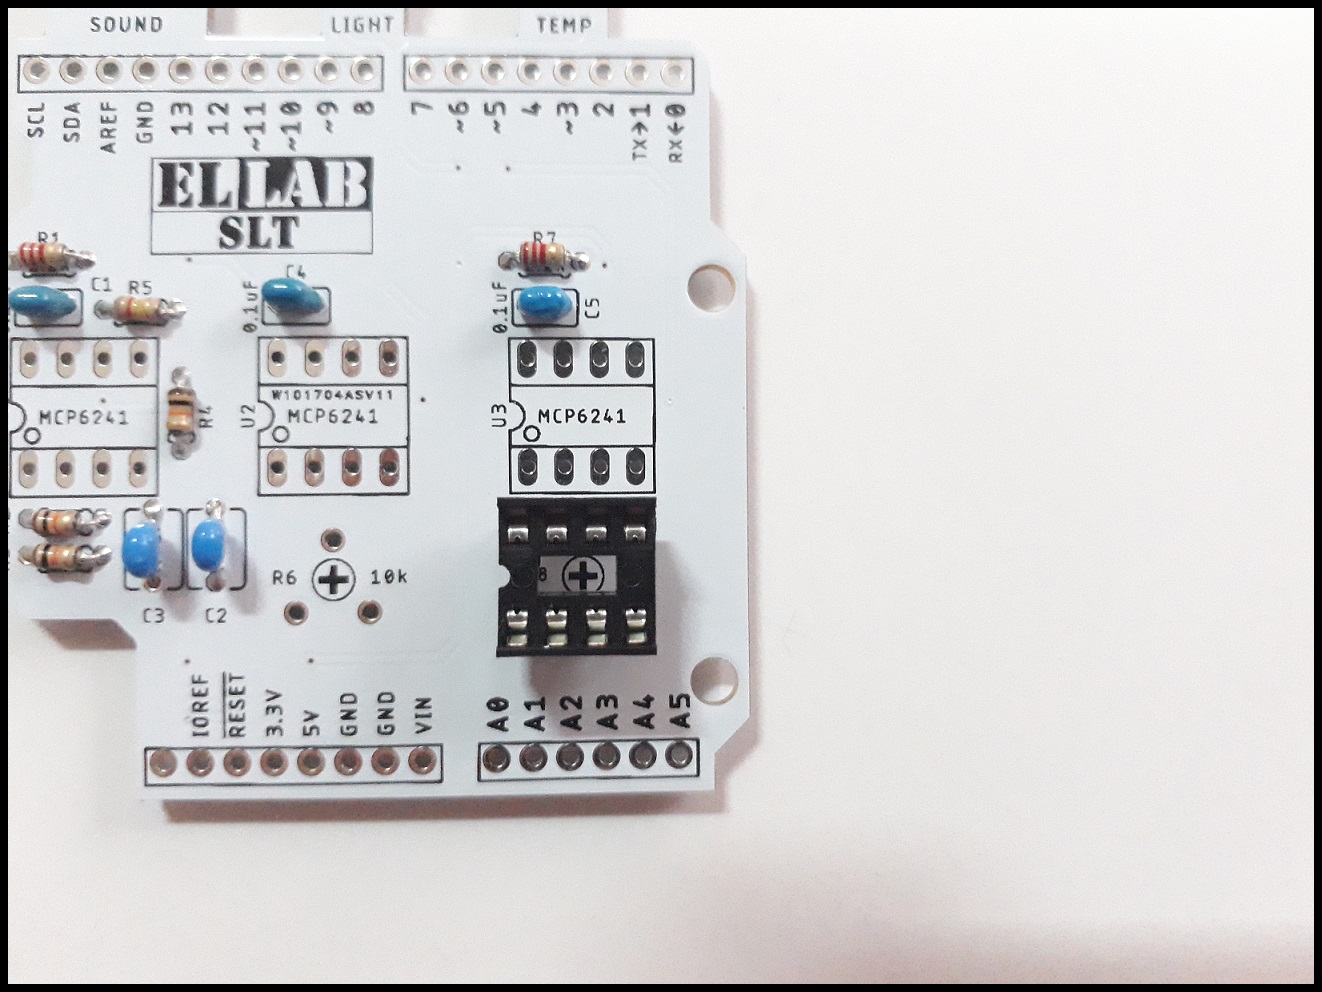 SOUND LIGHT TEMP
SCL SDA AREF GND 13 12 ~11 ~10 ~9 8 7 ~6 ~5 4 ~3 2 TX→1 RX←0
EL LAB
SLT
R1 R7
C1 R5 C4
0.1uF 0.1uF C5
W101704ASV11
MCP6241 U2 MCP6241 U3 MCP6241
R4
R6 10k 8
C3 C2
IOREF RESET 3.3V 5V GND GND VIN A0 A1 A2 A3 A4 A5